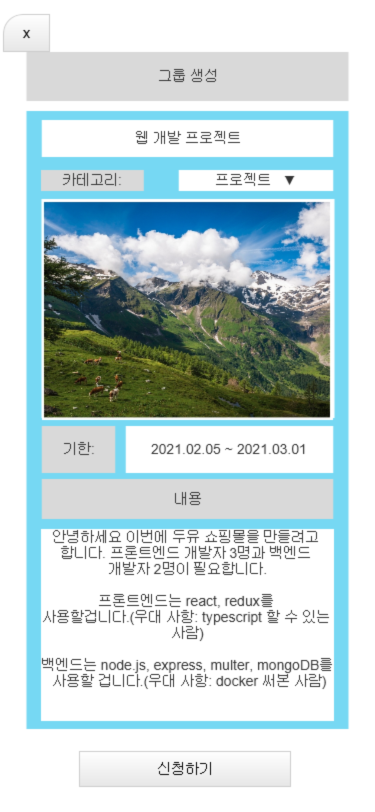 x
그룹 생성
웹 개발 프로젝트
카테고리:
프로젝트 ▼
기한:
2021.02.05 ~ 2021.03.01
내용
안녕하세요 이번에 두유 쇼핑몰을 만들려고
합니다. 프론트엔드 개발자 3명과 백엔드
개발자 2명이 필요합니다.
프론트엔드는 react, redux를
사용할겁니다.(우대 사항: typescript 할 수 있는
사람)
백엔드는 node.js, express, multer, mongoDB를
사용할 겁니다.(우대 사항: docker 써본 사람)
신청하기